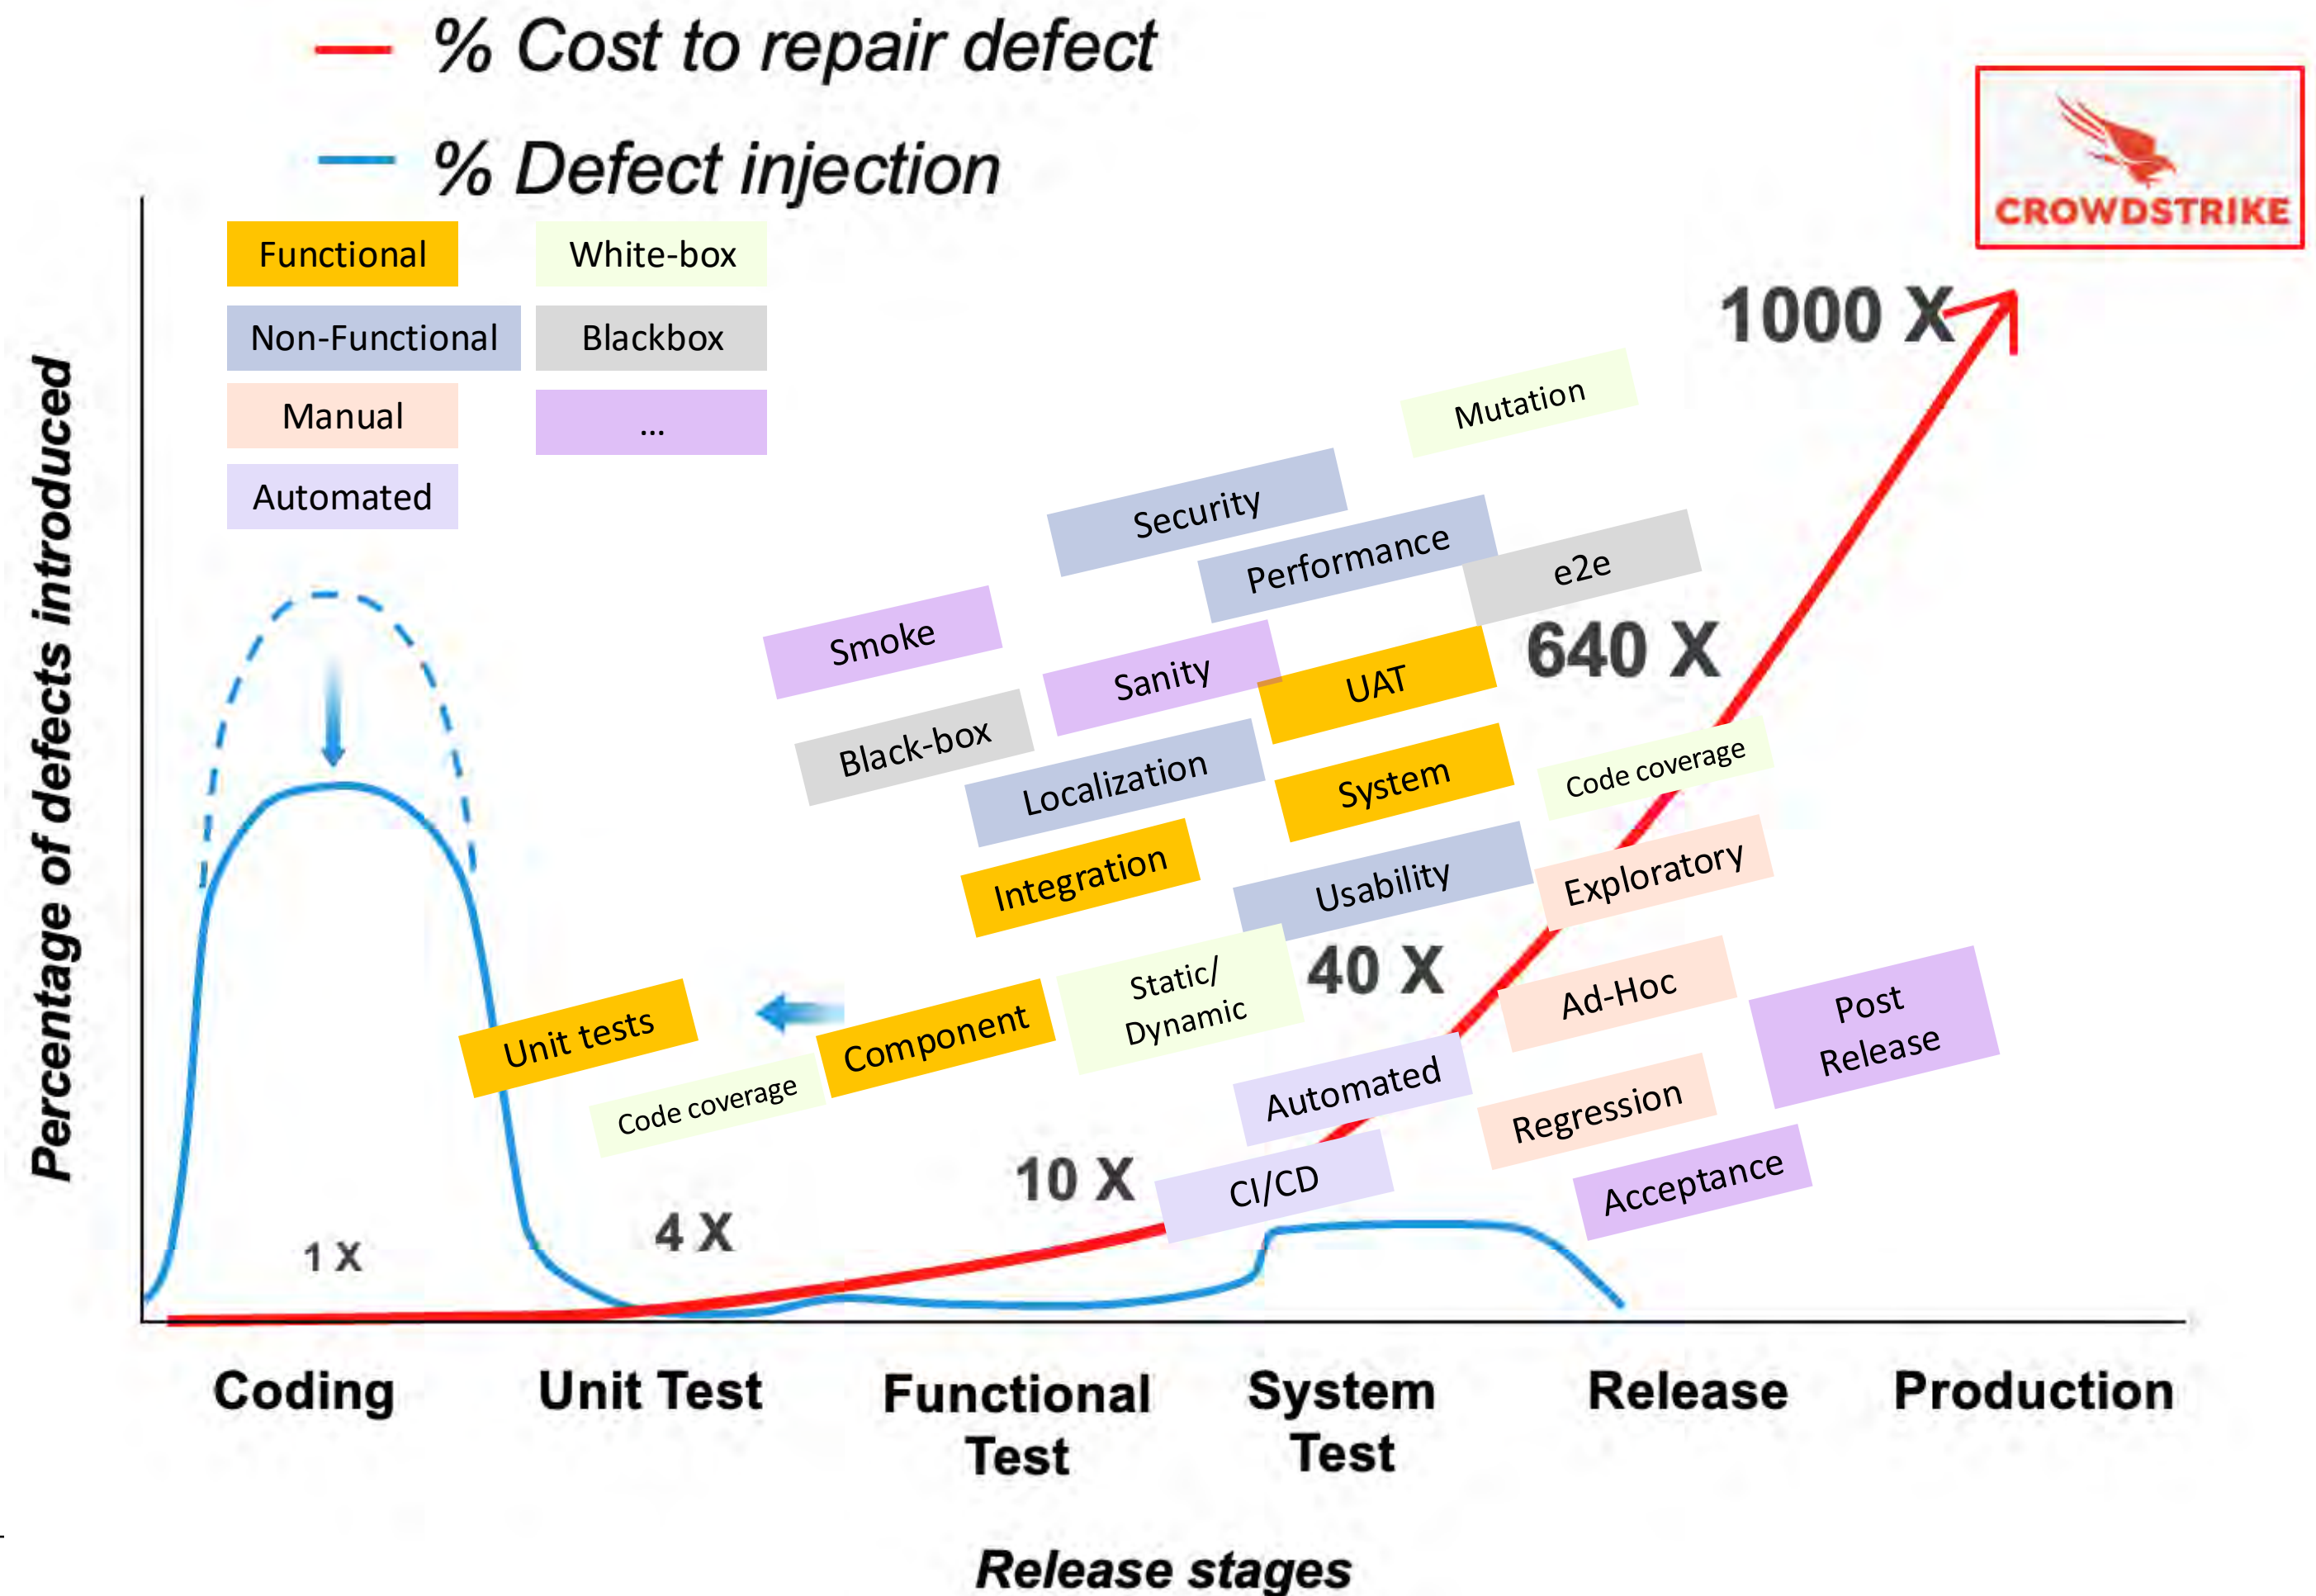 % Cost to repair defect
% Defect injection
CROWDSTRIKE
Functional
White-box
Non-Functional
Blackbox
Manual
...
Automated
Percentage of defects introduced
1000 X
Mutation
Security
Performance
e2e
Smoke
Sanity
UAT
640 X
Black-box
Localization
System
Code coverage
Integration
Usability
Exploratory
Unit tests
Component
Static/
Dynamic
40 X
Ad-Hoc
Post
Release
Code coverage
Automated
Regression
1 X
4 X
10 X
CI/CD
Acceptance
Coding
Unit Test
Functional
Test
System
Test
Release
Production
Release stages